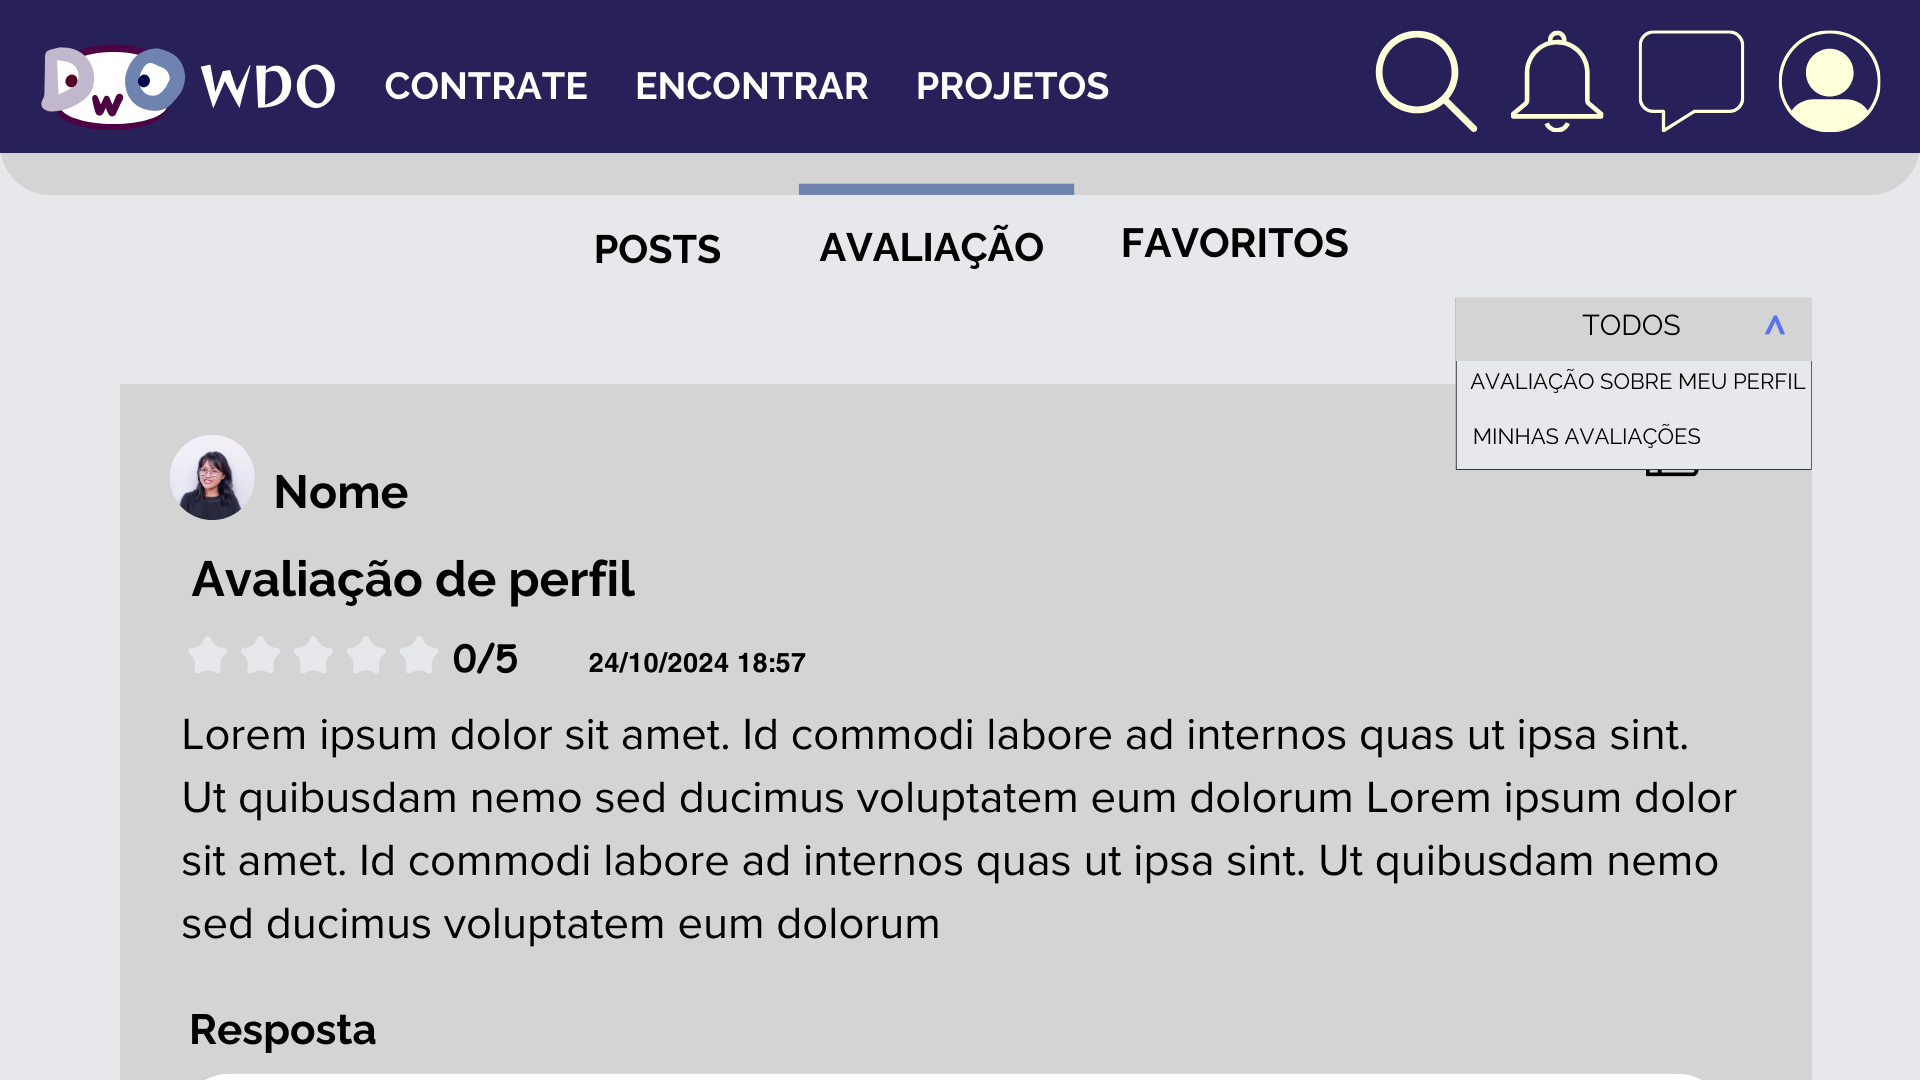 DwO WDO CONTRATE ENCONTRAR PROJETOS
POSTS AVALIAÇÃO FAVORITOS
TODOS
AVALIAÇÃO SOBRE MEU PERFIL
MINHAS AVALIAÇÕES
Nome
Avaliação de perfil
0/5 24/10/2024 18:57
Lorem ipsum dolor sit amet. Id commodi labore ad internos quas ut ipsa sint.
Ut quibusdam nemo sed ducimus voluptatem eum dolorum Lorem ipsum dolor
sit amet. Id commodi labore ad internos quas ut ipsa sint. Ut quibusdam nemo
sed ducimus voluptatem eum dolorum
Resposta